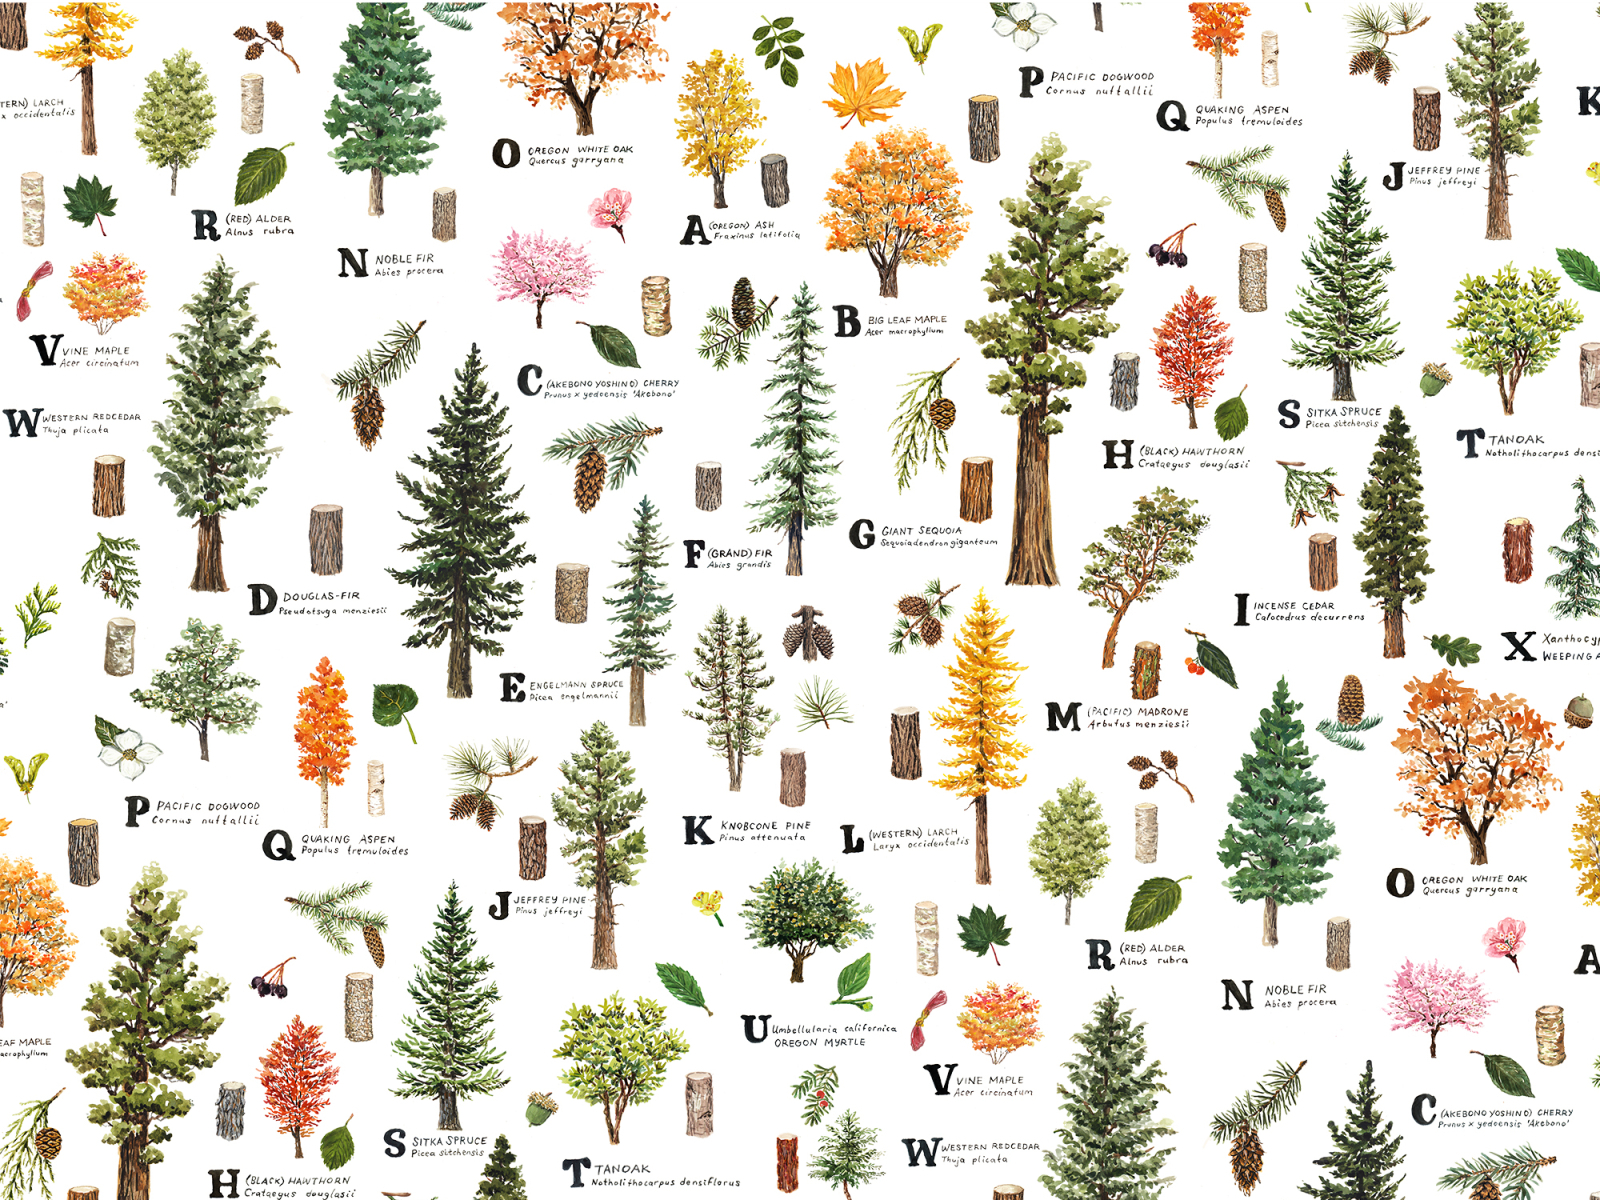 P PACIFIC DOGWOOD
Cornus nuttallii
TERN) LARCH
x occidentalis
Q QUAKING ASPEN
Populus tremuloides
K
O OREGON WHITE OAK
Quercus garryana
J JEFFREY PINE
Pinus jeffreyi
R (RED) ALDER
Alnus rubra
A (OREGON) ASH
Fraxinus latifolia
N NOBLE FIR
Abies procera
B BIG LEAF MAPLE
Acer macrophyllum
V VINE MAPLE
Acer circinatum
C (AKEBONO YOSHINO) CHERRY
Prunus x yedoensis 'Akebono'
W WESTERN REDCEDAR
Thuja plicata
S SITKA SPRUCE
Picea sitchensis
T TANOAK
Notholithocarpus densi
H (BLACK) HAWTHORN
Crataegus douglasii
G GIANT SEQUOIA
Sequoiadendron giganteum
F (GRAND) FIR
Abies grandis
D DOUGLAS-FIR
Pseudotsuga menziesii
I INCENSE CEDAR
Calocedrus decurrens
X Xanthocyp
WEEPING A
E ENGELMANN SPRUCE
Picea engelmannii
M (PACIFIC) MADRONE
Arbutus menziesii
P PACIFIC DOGWOOD
Cornus nuttallii
Q QUAKING ASPEN
Populus tremuloides
K KNOBCONE PINE
Pinus attenuata
L (WESTERN) LARCH
Laryx occidentalis
O OREGON WHITE OAK
Quercus garryana
J JEFFREY PINE
Pinus jeffreyi
R (RED) ALDER
Alnus rubra
A
N NOBLE FIR
Abies procera
U Umbellularia californica
OREGON MYRTLE
EAF MAPLE
acrophyllum
V VINE MAPLE
Acer circinatum
C (AKEBONO YOSHINO) CHERRY
Prunus x yedoensis 'Akebono'
S SITKA SPRUCE
Picea sitchensis
W WESTERN REDCEDAR
Thuja plicata
T TANOAK
Notholithocarpus densiflorus
H (BLACK) HAWTHORN
Crataegus douglasii